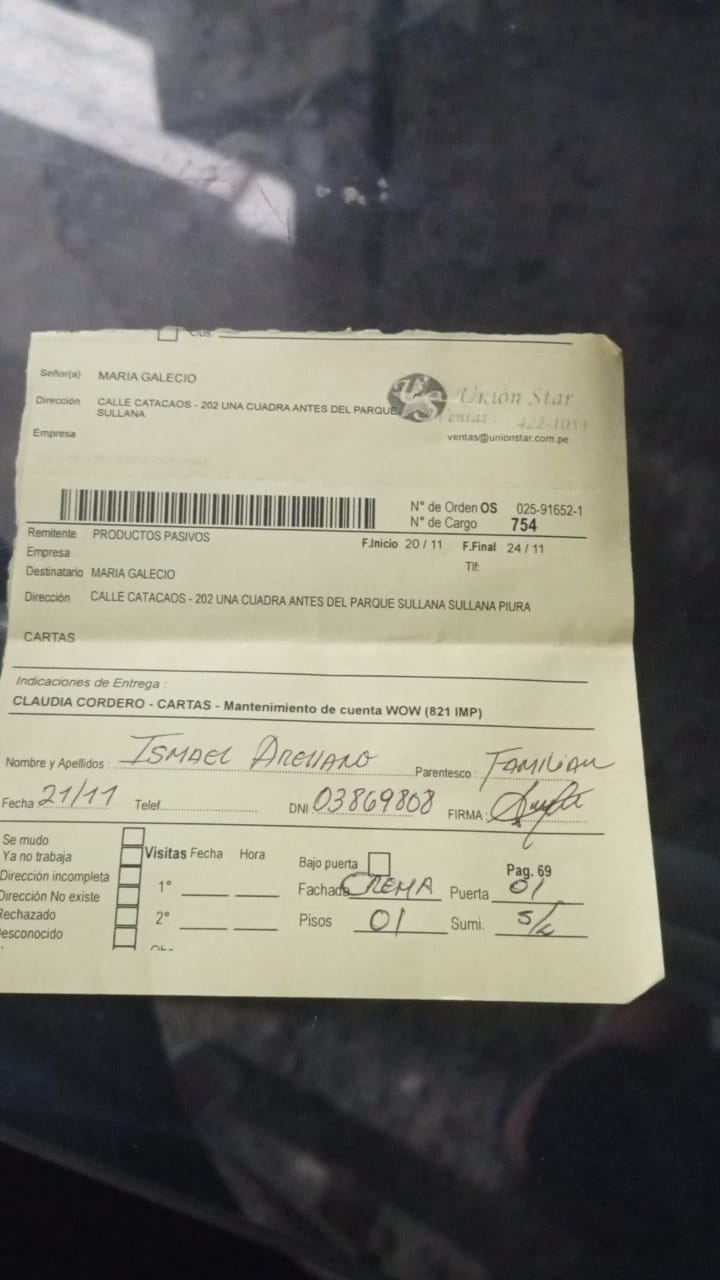 Obs.
Señor(a) MARIA GALECIO
Dirección CALLE CATACAOS - 202 UNA CUADRA ANTES DEL PARQUE
SULLANA
Empresa
Unión Star
Ventas: 422-1053
ventas@unionstar.com.pe
N° de Orden OS 025-91652-1
N° de Cargo 754
Remitente PRODUCTOS PASIVOS
F.Inicio 20 / 11 F.Final 24 / 11
Empresa
Tlf:
Destinatario MARIA GALECIO
Dirección CALLE CATACAOS - 202 UNA CUADRA ANTES DEL PARQUE SULLANA SULLANA PIURA
CARTAS
Indicaciones de Entrega :
CLAUDIA CORDERO - CARTAS - Mantenimiento de cuenta WOW (821 IMP)
Nombre y Apellidos : ISMAEL ARELLANO Parentesco : FAMILIAR
Fecha 21/11 Telef. DNI 03869808 FIRMA :
Se mudo
Ya no trabaja
Dirección incompleta
Dirección No existe
Rechazado
Desconocido
Visitas Fecha Hora
1°
2°
Bajo puerta
Pag. 69
Fachada CREMA Puerta 01
Pisos 01 Sumi. S/c